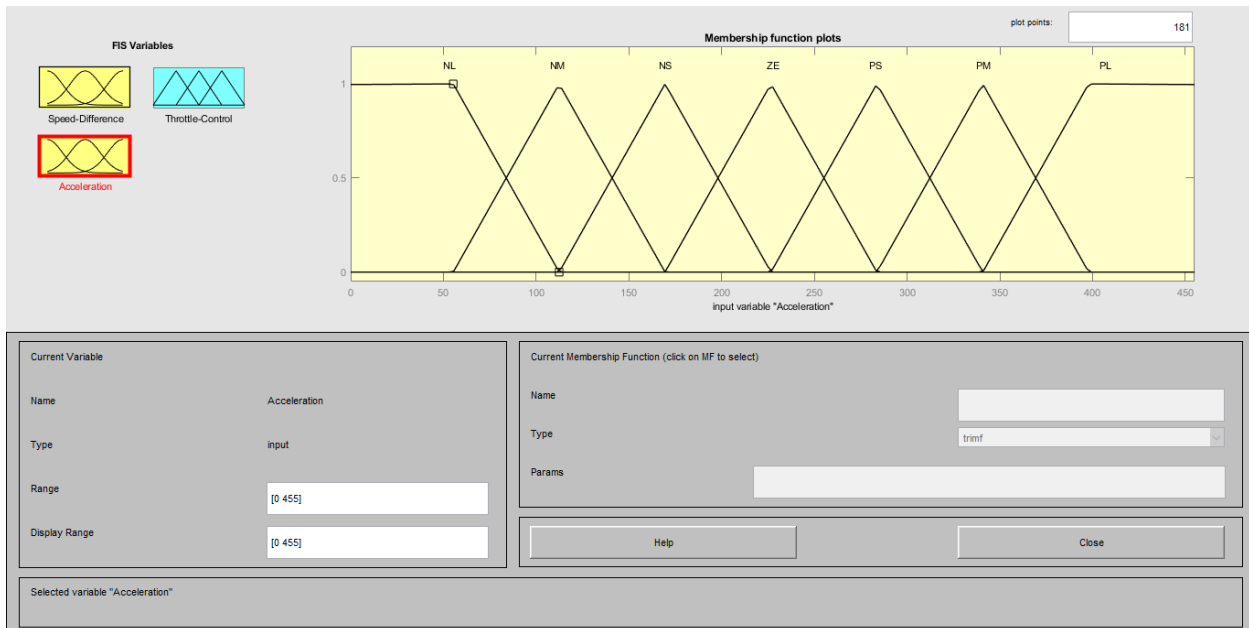 plot points:
181
FIS Variables
Membership function plots
NL NM NS ZE PS PM PL
1
0.5
0
0 50 100 150 200 250 300 350 400 450
input variable "Acceleration"
Speed-Difference
Throttle-Control
Acceleration
Current Variable
Name Acceleration
Type input
Range [0 455]
Display Range [0 455]
Current Membership Function (click on MF to select)
Name
Type trimf
Params
Help
Close
Selected variable "Acceleration"